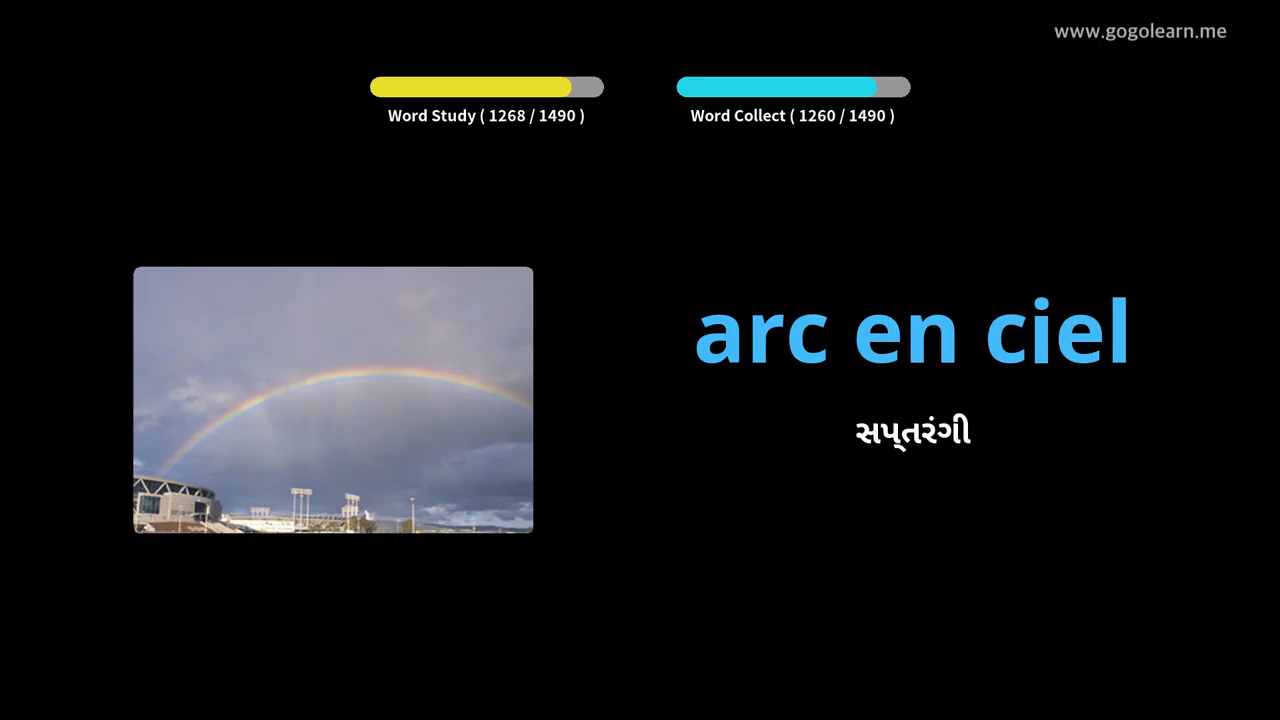 www.gogolearn.me
Word Study ( 1268 / 1490 )
Word Collect ( 1260 / 1490 )
arc en ciel
સપ્તરંગી